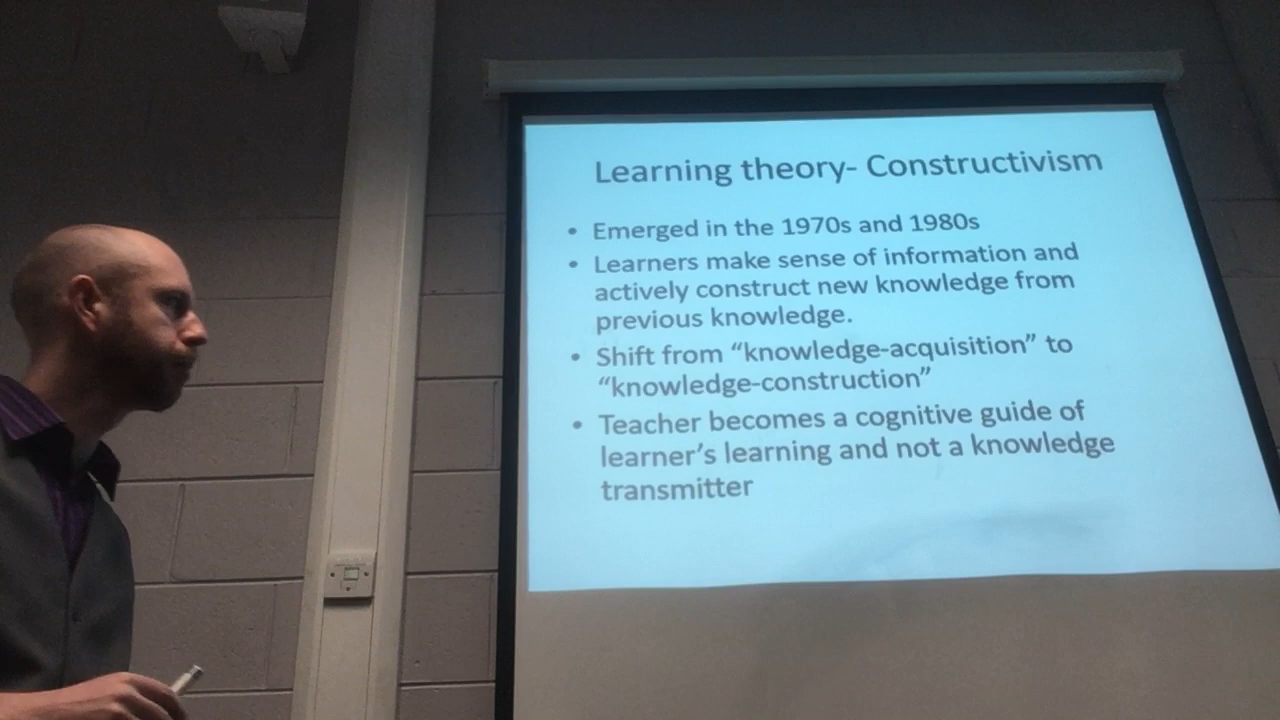 Learning theory- Constructivism
• Emerged in the 1970s and 1980s
• Learners make sense of information and
actively construct new knowledge from
previous knowledge.
• Shift from “knowledge-acquisition” to
“knowledge-construction”
• Teacher becomes a cognitive guide of
learner’s learning and not a knowledge
transmitter